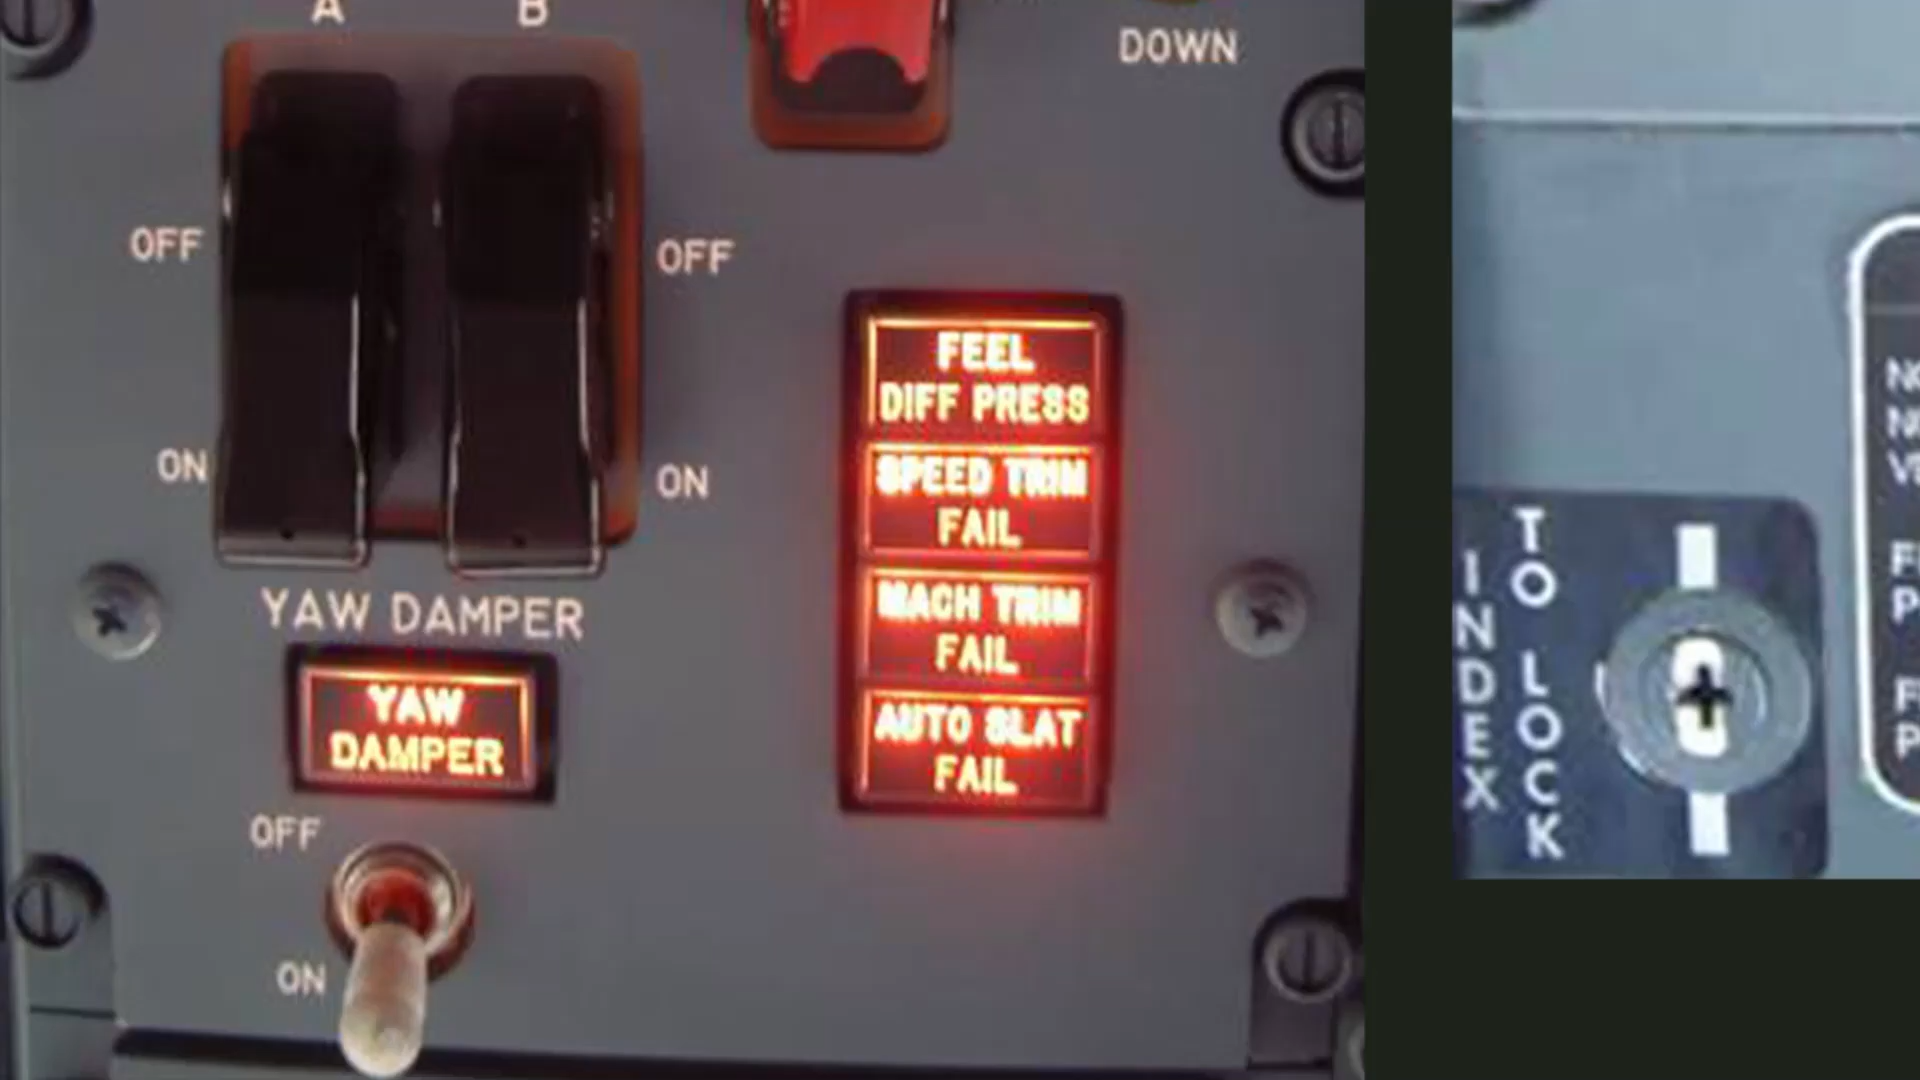 A B
DOWN
OFF OFF
ON ON
YAW DAMPER
YAW
DAMPER
OFF
ON
FEEL
DIFF PRESS
SPEED TRIM
FAIL
MACH TRIM
FAIL
AUTO SLAT
FAIL
INDEX
TO LOCK